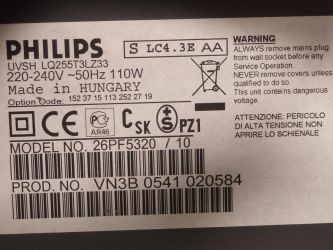 PHILIPS
UVSH LQ255T3LZ33
220-240V ~50Hz 110W
Made in HUNGARY
Option Code: 152 37 15 113 252 27 19
S LC4.3E AA
WARNING
ALWAYS remove mains plug
from wall socket before any
Service Operation.
NEVER remove covers unless
qualified to do so.
This unit contains dangerous
voltages.
ATTENZIONE: PERICOLO
DI ALTA TENSIONE NON
APRIRE LO SCHIENALE
PCT
АЯ46
C SK
S PZ1
MODEL NO. 26PF5320 / 10
PROD. NO. VN3B 0541 020584